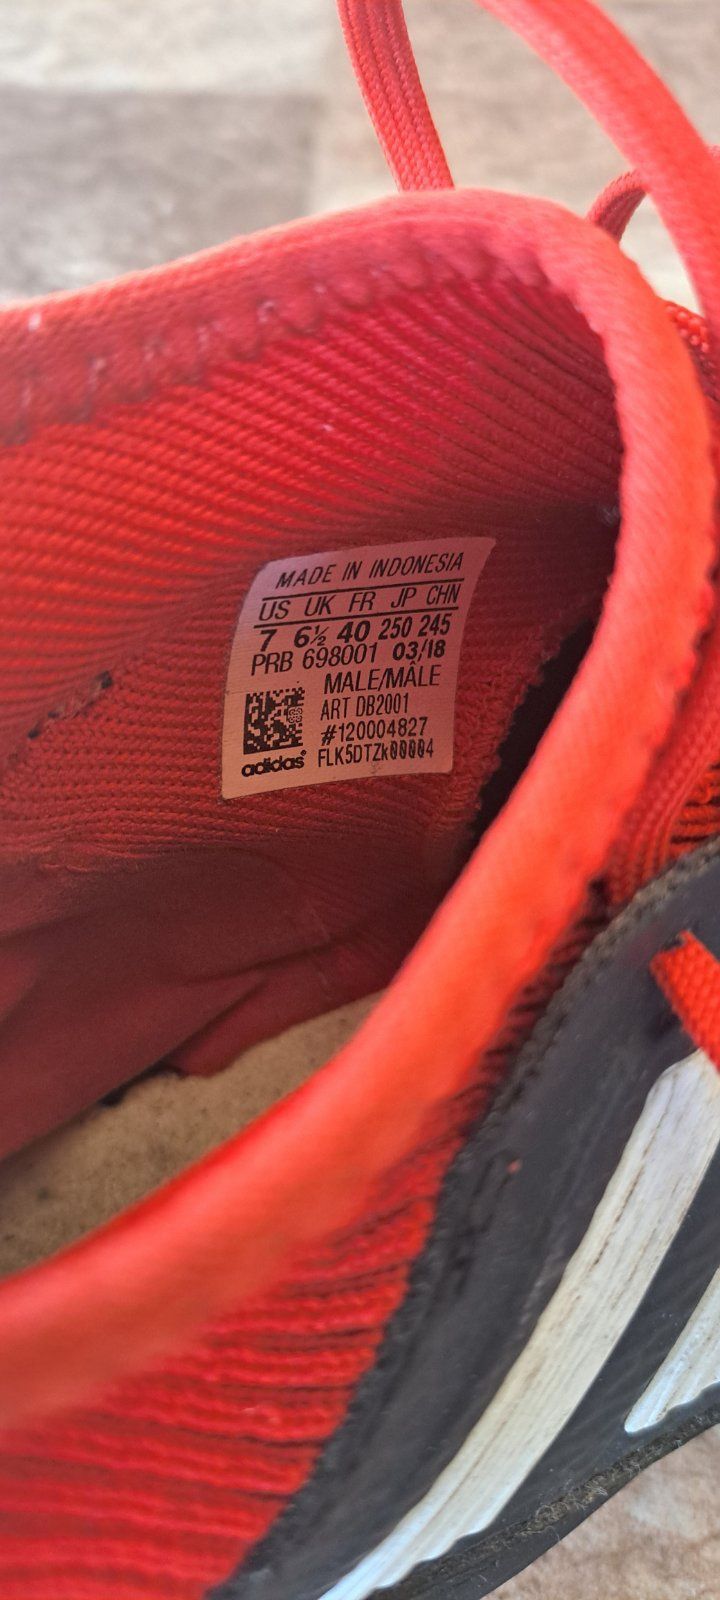 MADE IN INDONESIA
US UK FR JP CHN
7 6½ 40 250 245
PRB 698001 03/18
MALE/MÂLE
ART DB2001
#120004827
FLK5DTZk00004
adidas®